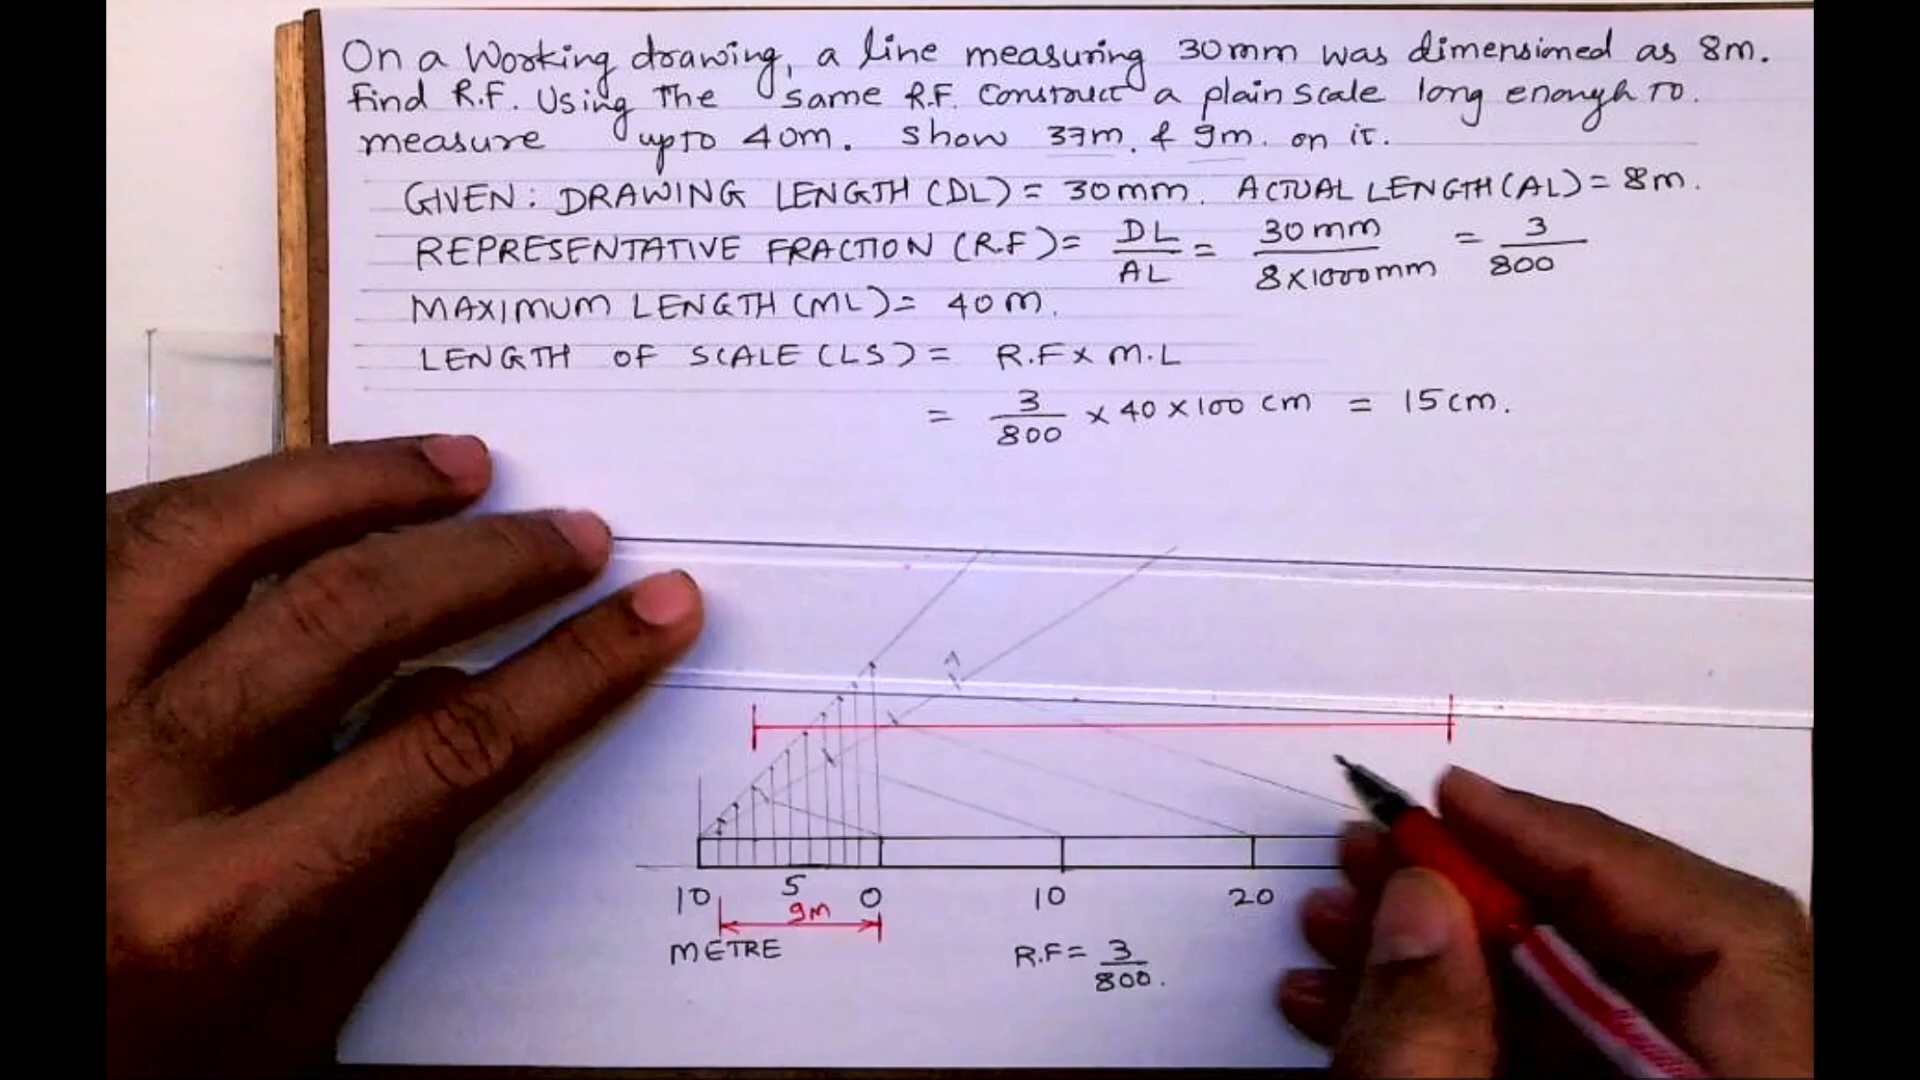 On a Working drawing, a line measuring 30mm was dimensioned as 8m.
Find R.F. Using The same R.F. Construct a plain scale long enough to.
measure upto 40m. Show 37m. & 9m. on it.
GIVEN: DRAWING LENGTH (DL) = 30mm. ACTUAL LENGTH (AL) = 8m.
REPRESENTATIVE FRACTION (R.F) = DL/AL = 30mm/8×1000mm = 3/800
MAXIMUM LENGTH (ML) = 40m.
LENGTH OF SCALE (LS) = R.F × M.L
= 3/800 × 40 × 100 cm = 15cm.
10 5 0 10 20
9m
METRE R.F = 3/800.